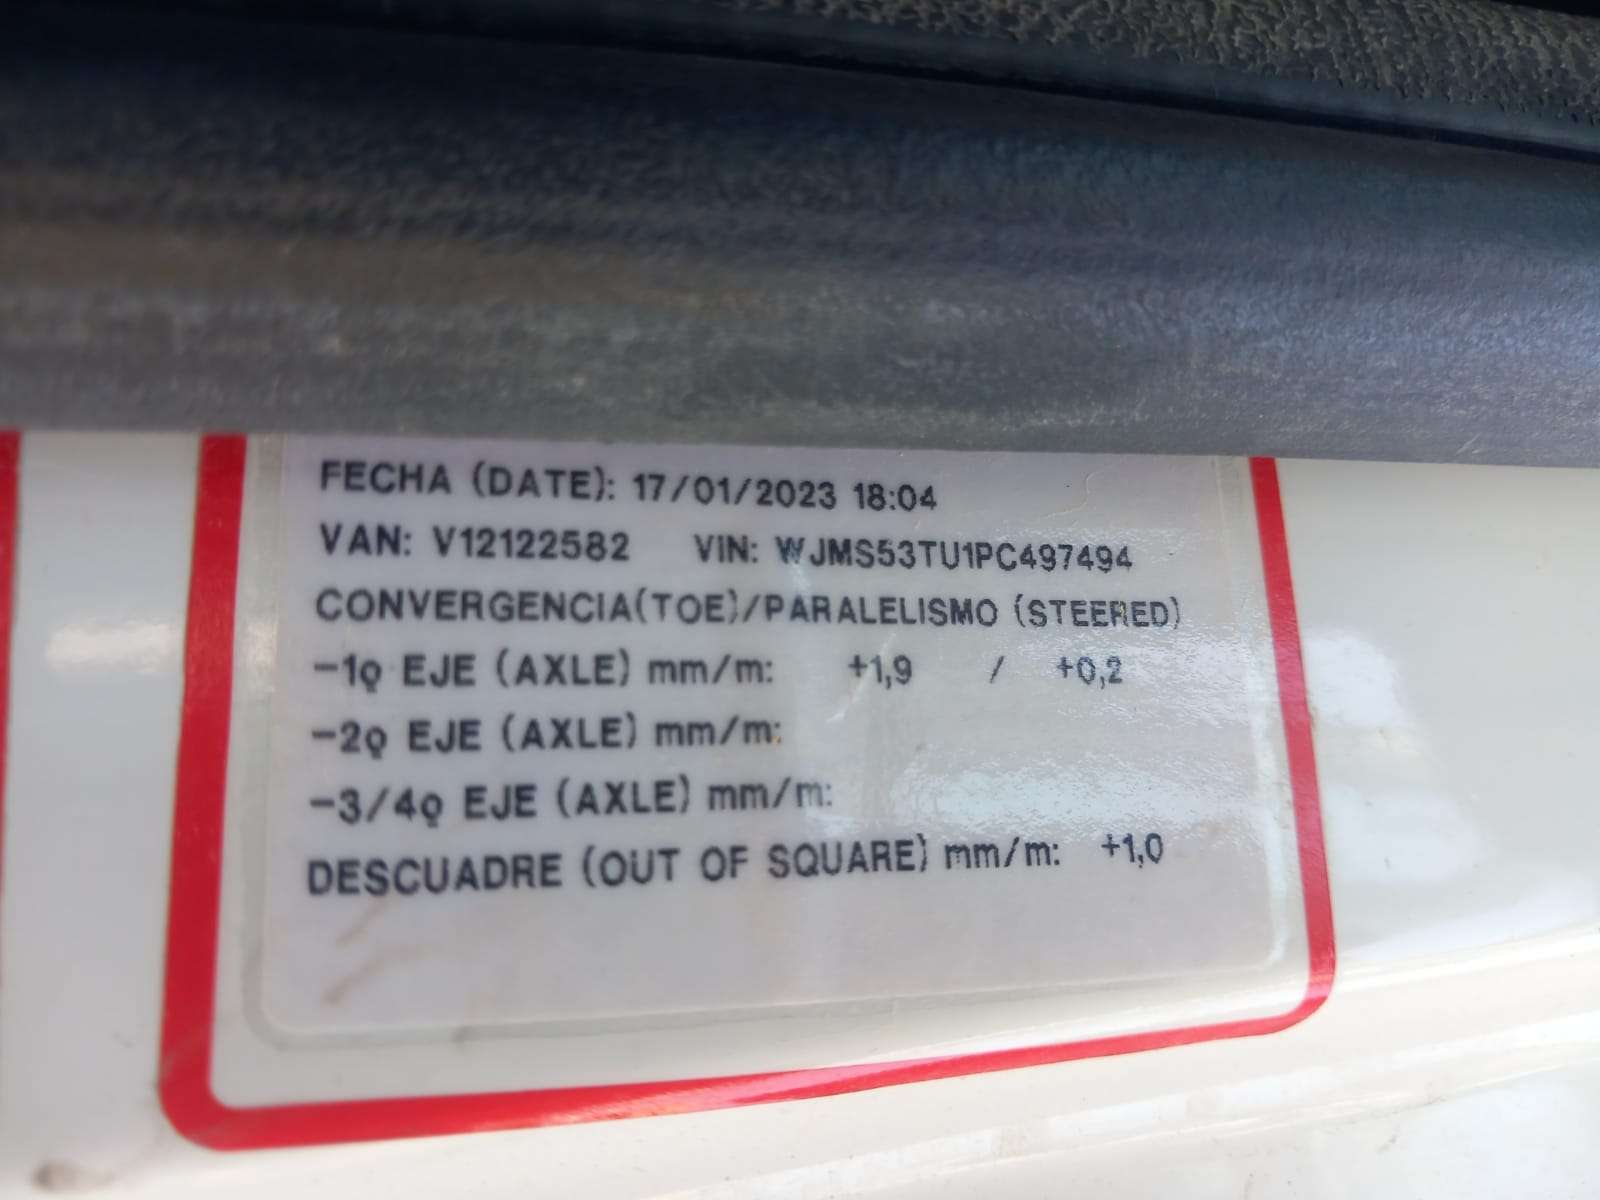 FECHA (DATE): 17/01/2023 18:04
VAN: V12122582 VIN: WJMS53TU1PC497494
CONVERGENCIA(TOE)/PARALELISMO (STEERED)
-1º EJE (AXLE) mm/m: +1,9 / +0,2
-2º EJE (AXLE) mm/m:
-3/4º EJE (AXLE) mm/m:
DESCUADRE (OUT OF SQUARE) mm/m: +1,0